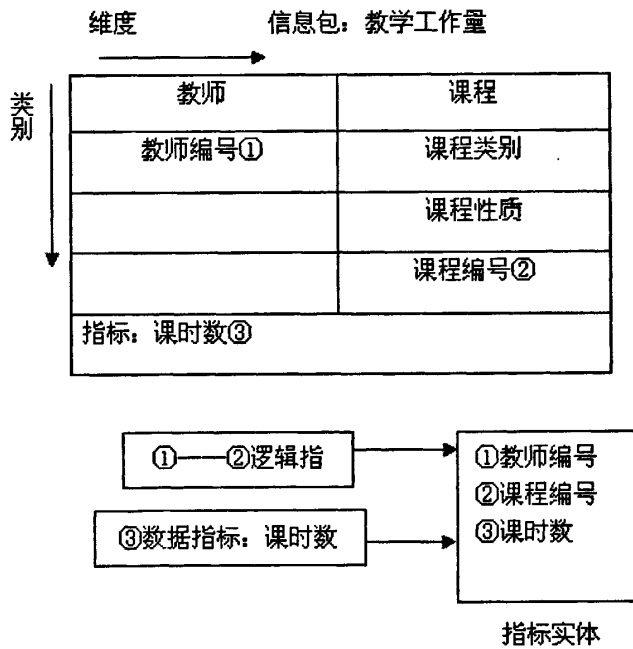 维度 信息包：教学工作量
类别
教师 课程
教师编号① 课程类别
课程性质
课程编号②
指标：课时数③
①——②逻辑指
①教师编号
②课程编号
③数据指标：课时数
③课时数
指标实体